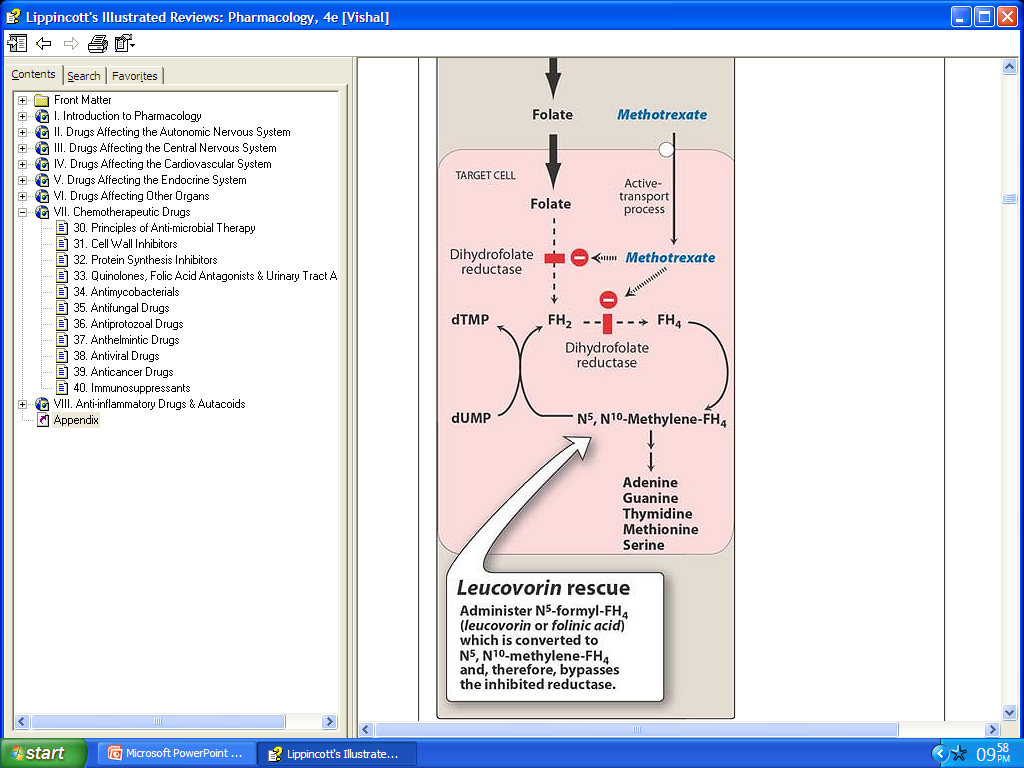 Lippincott's Illustrated Reviews: Pharmacology, 4e [Vishal]
Contents Search Favorites
Front Matter
I. Introduction to Pharmacology
II. Drugs Affecting the Autonomic Nervous System
III. Drugs Affecting the Central Nervous System
IV. Drugs Affecting the Cardiovascular System
V. Drugs Affecting the Endocrine System
VI. Drugs Affecting Other Organs
VII. Chemotherapeutic Drugs
30. Principles of Anti-microbial Therapy
31. Cell Wall Inhibitors
32. Protein Synthesis Inhibitors
33. Quinolones, Folic Acid Antagonists & Urinary Tract A
34. Antimycobacterials
35. Antifungal Drugs
36. Antiprotozoal Drugs
37. Anthelmintic Drugs
38. Antiviral Drugs
39. Anticancer Drugs
40. Immunosuppressants
VIII. Anti-inflammatory Drugs & Autacoids
Appendix
Folate Methotrexate
TARGET CELL
Active-
transport
process
Folate
Dihydrofolate
reductase
Methotrexate
dTMP FH₂ FH₄
Dihydrofolate
reductase
dUMP N⁵, N¹⁰-Methylene-FH₄
Adenine
Guanine
Thymidine
Methionine
Serine
Leucovorin rescue
Administer N⁵-formyl-FH₄
(leucovorin or folinic acid)
which is converted to
N⁵, N¹⁰-methylene-FH₄
and, therefore, bypasses
the inhibited reductase.
start Microsoft PowerPoint ... Lippincott's Illustrate... 09 58 PM